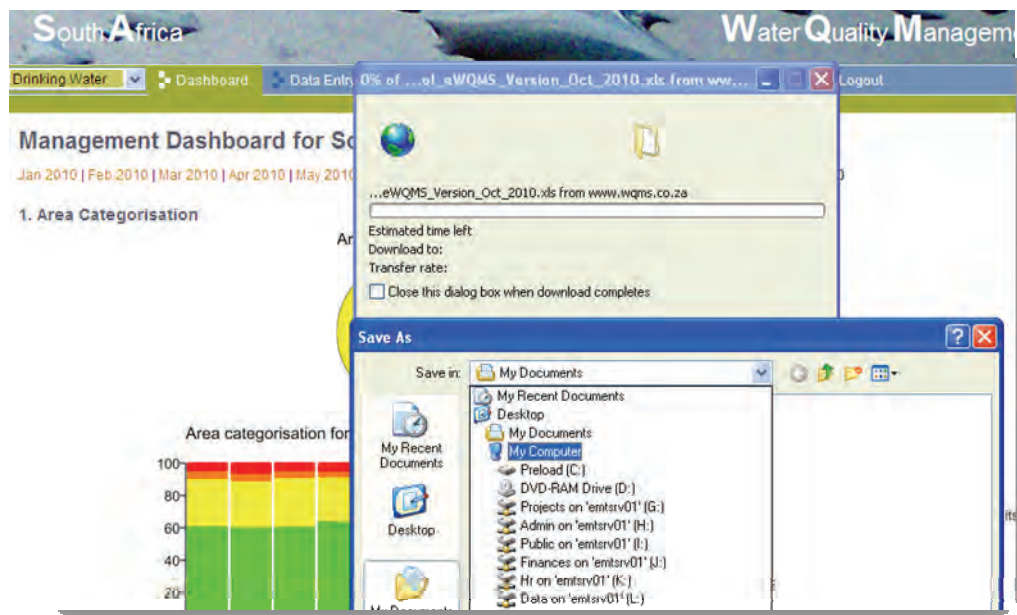 South Africa
Water Quality Managem
Drinking Water
Dashboard
Data Entry
0% of ...ol_eWQMS_Version_Oct_2010.xls from ww...
Logout
Management Dashboard for So
Jan 2010 | Feb 2010 | Mar 2010 | Apr 2010 | May 2010
...eWQMS_Version_Oct_2010.xls from www.wqms.co.za
1. Area Categorisation
Ar
Estimated time left
Download to:
Transfer rate:
Close this dialog box when download completes
Save As
Save in:
My Documents
My Recent Documents
Desktop
My Documents
My Computer
Preload (C:)
DVD-RAM Drive (D:)
Projects on 'emtsrv01' (G:)
Admin on 'emtsrv01' (H:)
Public on 'emtsrv01' (I:)
Finances on 'emtsrv01' (J:)
Hr on 'emtsrv01' (K:)
Data on 'emtsrv01' (L:)
My Recent
Documents
Desktop
Area categorisation for
100
80
60
40
20
its